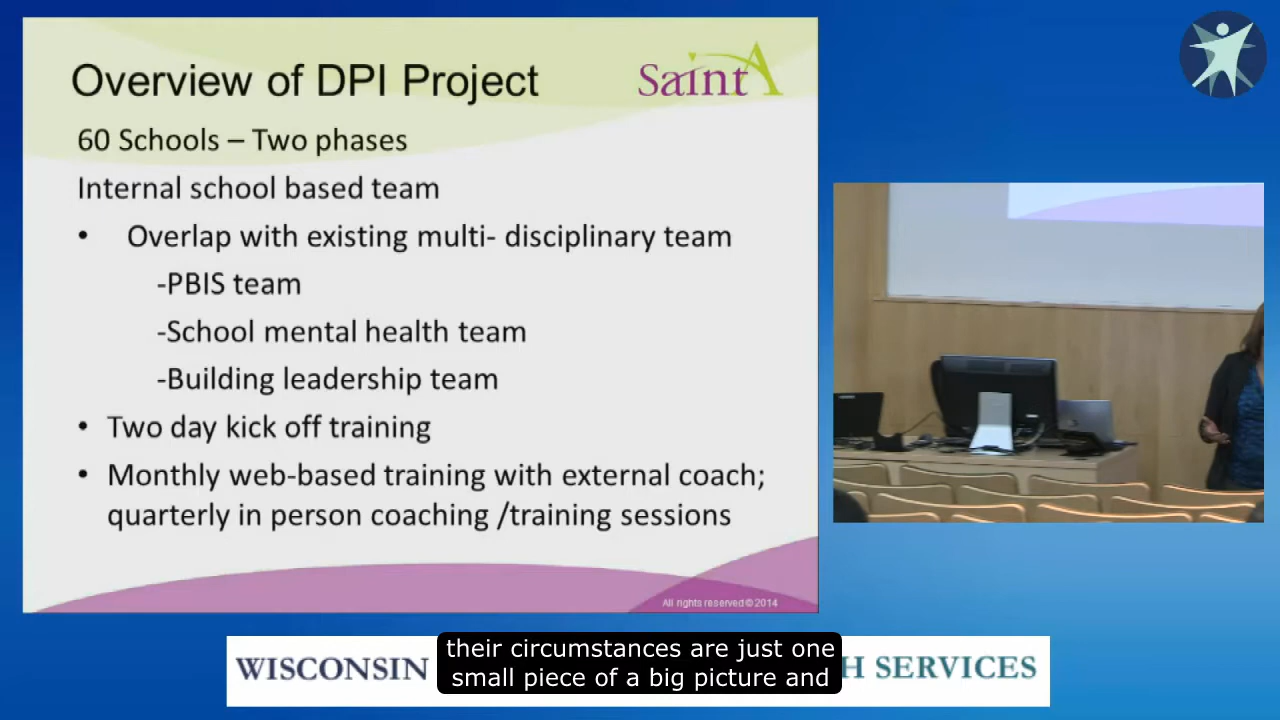 Overview of DPI Project
SaintA
60 Schools – Two phases
Internal school based team
• Overlap with existing multi- disciplinary team
-PBIS team
-School mental health team
-Building leadership team
• Two day kick off training
• Monthly web-based training with external coach;
quarterly in person coaching /training sessions
All rights reserved©2014
their circumstances are just one
small piece of a big picture and
WISCONSIN
H SERVICES